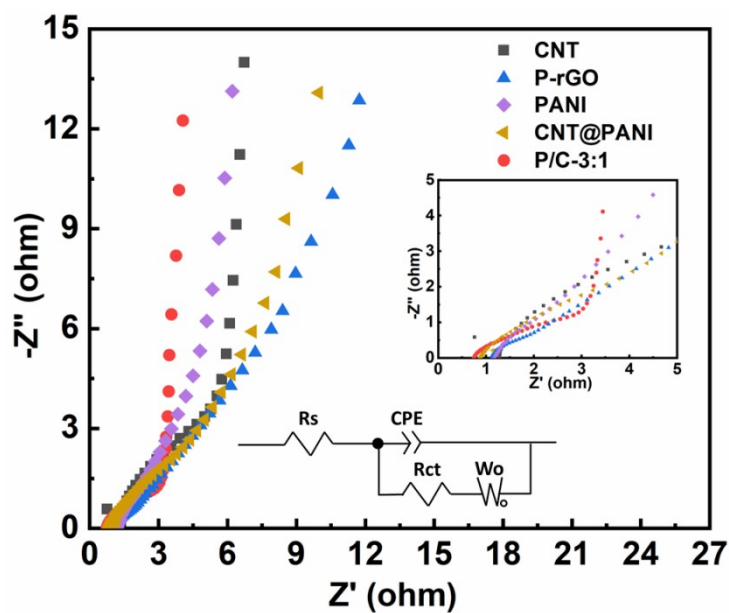 CNT
P-rGO
PANI
CNT@PANI
P/C-3:1
-Z'' (ohm)
15
12
9
6
3
0
0 3 6 9 12 15 18 21 24 27
Z' (ohm)
-Z'' (ohm)
5
4
3
2
1
0
0 1 2 3 4 5
Z' (ohm)
Rs
CPE
Rct
Wo